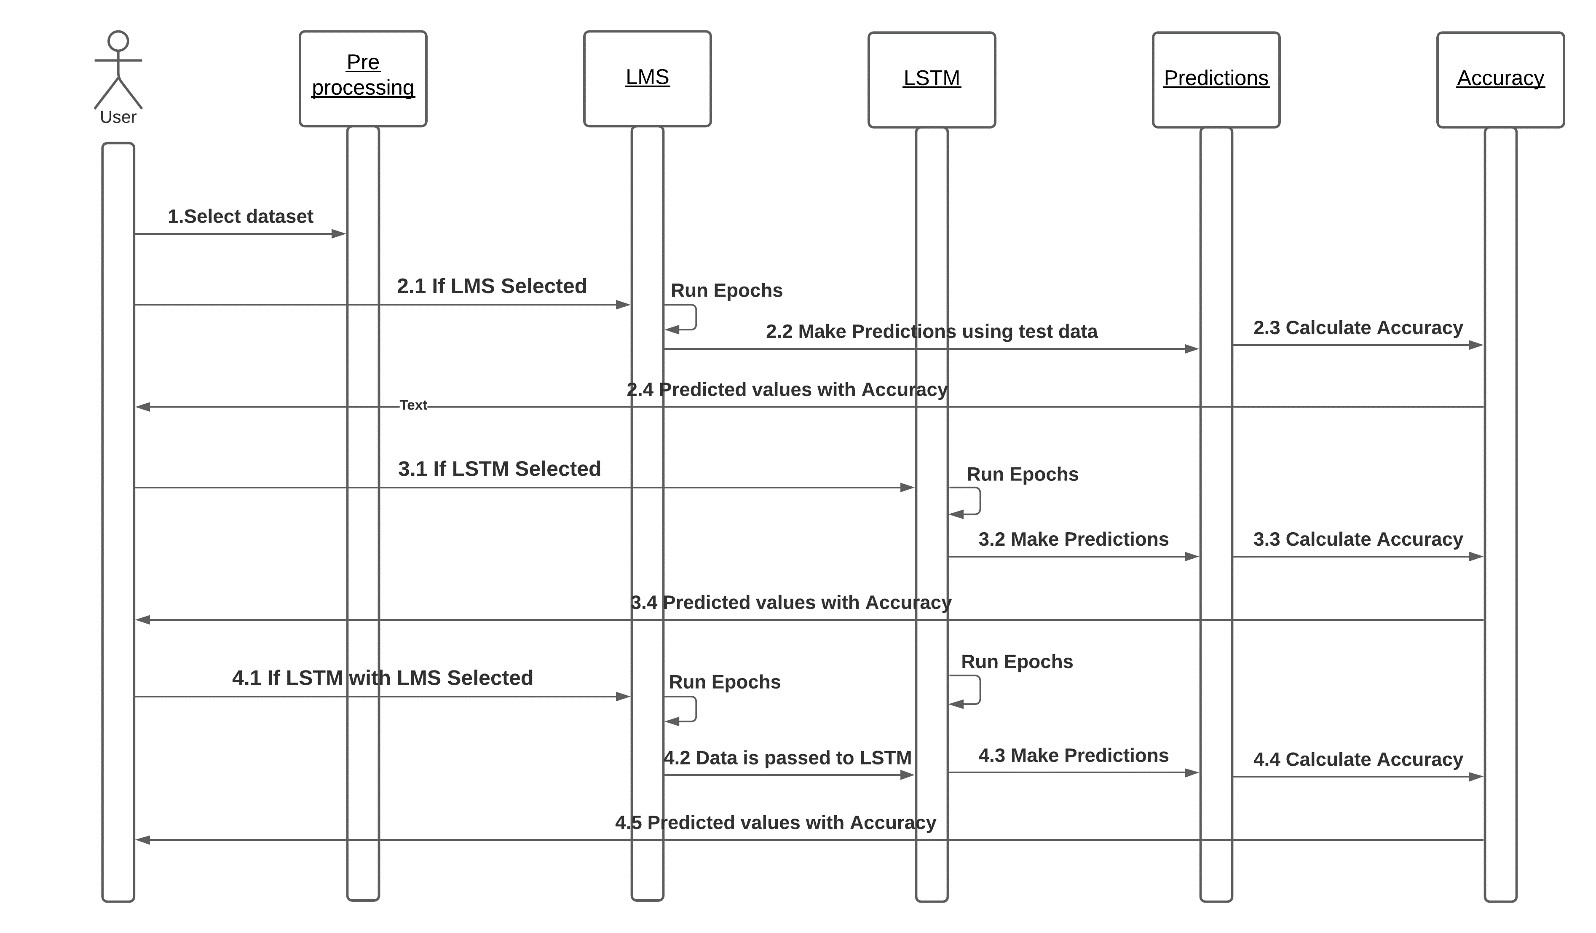 User
Pre
processing
LMS
LSTM
Predictions
Accuracy
1.Select dataset
2.1 If LMS Selected
Run Epochs
2.2 Make Predictions using test data
2.3 Calculate Accuracy
2.4 Predicted values with Accuracy
Text
3.1 If LSTM Selected
Run Epochs
3.2 Make Predictions
3.3 Calculate Accuracy
3.4 Predicted values with Accuracy
4.1 If LSTM with LMS Selected
Run Epochs
Run Epochs
4.2 Data is passed to LSTM
4.3 Make Predictions
4.4 Calculate Accuracy
4.5 Predicted values with Accuracy